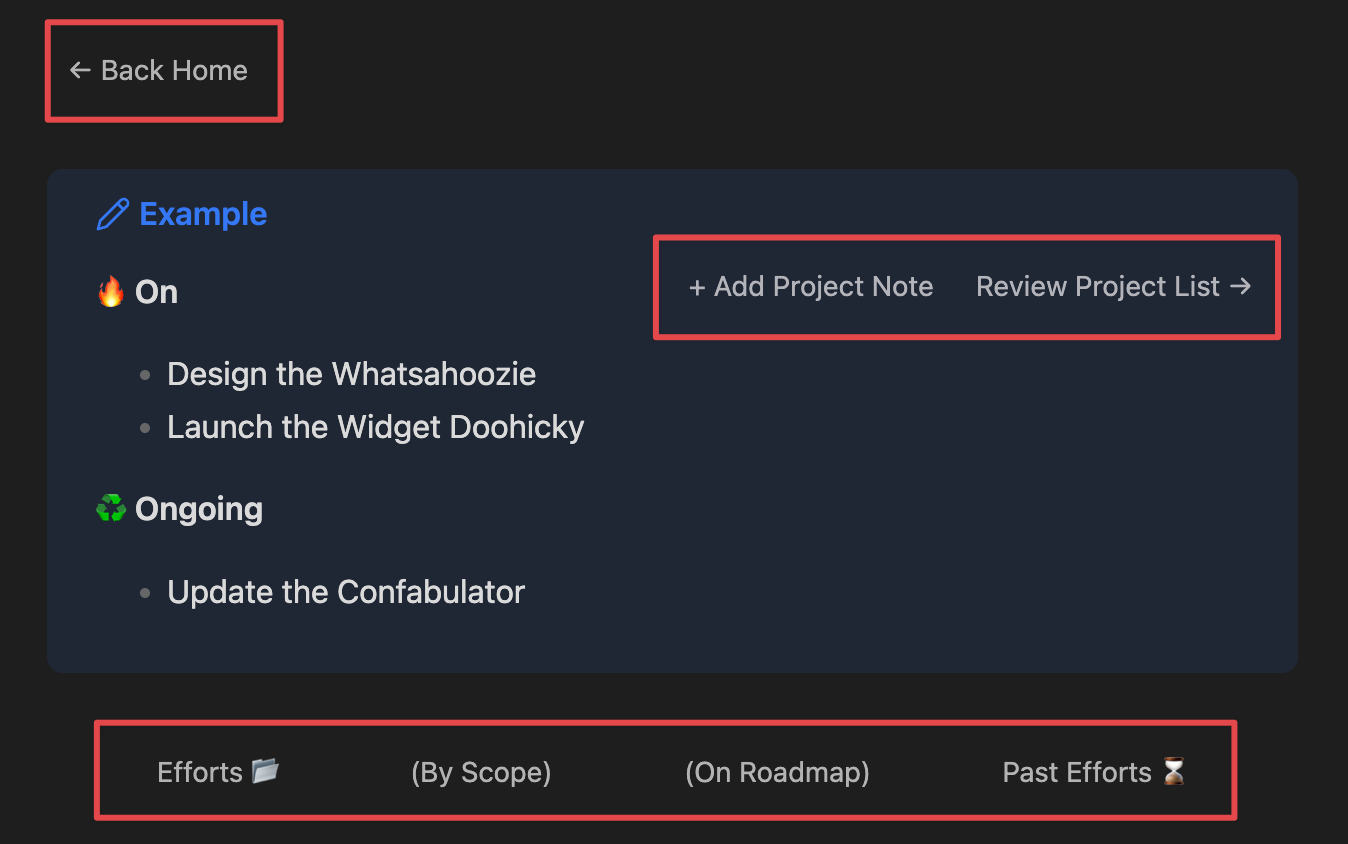 ← Back Home
Example
🔥 On
+ Add Project Note Review Project List →
Design the Whatsahoozie
Launch the Widget Doohicky
♻️ Ongoing
Update the Confabulator
Efforts 📂 (By Scope) (On Roadmap) Past Efforts ⌛